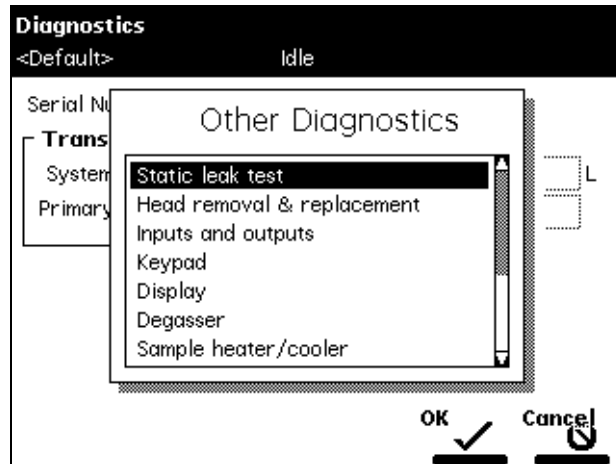 Diagnostics
<Default> Idle
Serial Nu
Trans
System
Primary
L
Other Diagnostics
Static leak test
Head removal & replacement
Inputs and outputs
Keypad
Display
Degasser
Sample heater/cooler
OK Cancel